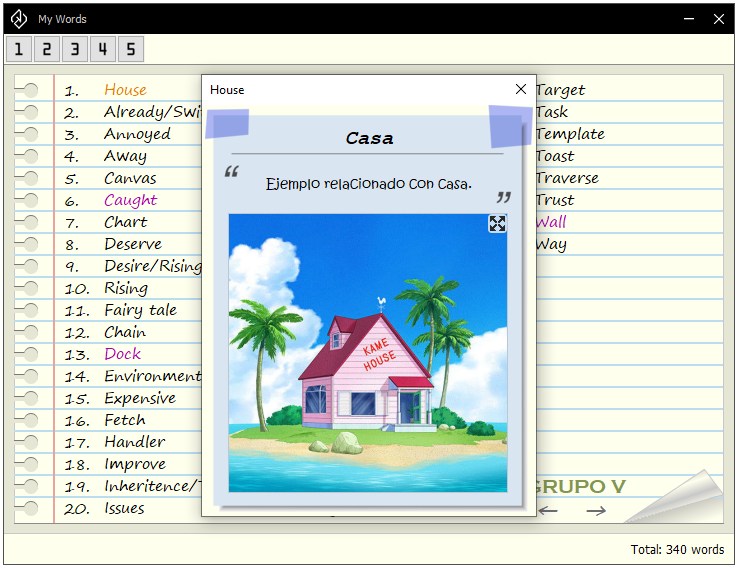 My Words
1 2 3 4 5
House
Casa
“
Ejemplo relacionado con Casa.
”
KAME
HOUSE
1. House
2. Already/Swi
3. Annoyed
4. Away
5. Canvas
6. Caught
7. Chart
8. Deserve
9. Desire/Rising
10. Rising
11. Fairy tale
12. Chain
13. Dock
14. Environment
15. Expensive
16. Fetch
17. Handler
18. Improve
19. Inheritence/
20. Issues
Target
Task
Template
Toast
Traverse
Trust
Wall
Way
GRUPO V
Total: 340 words